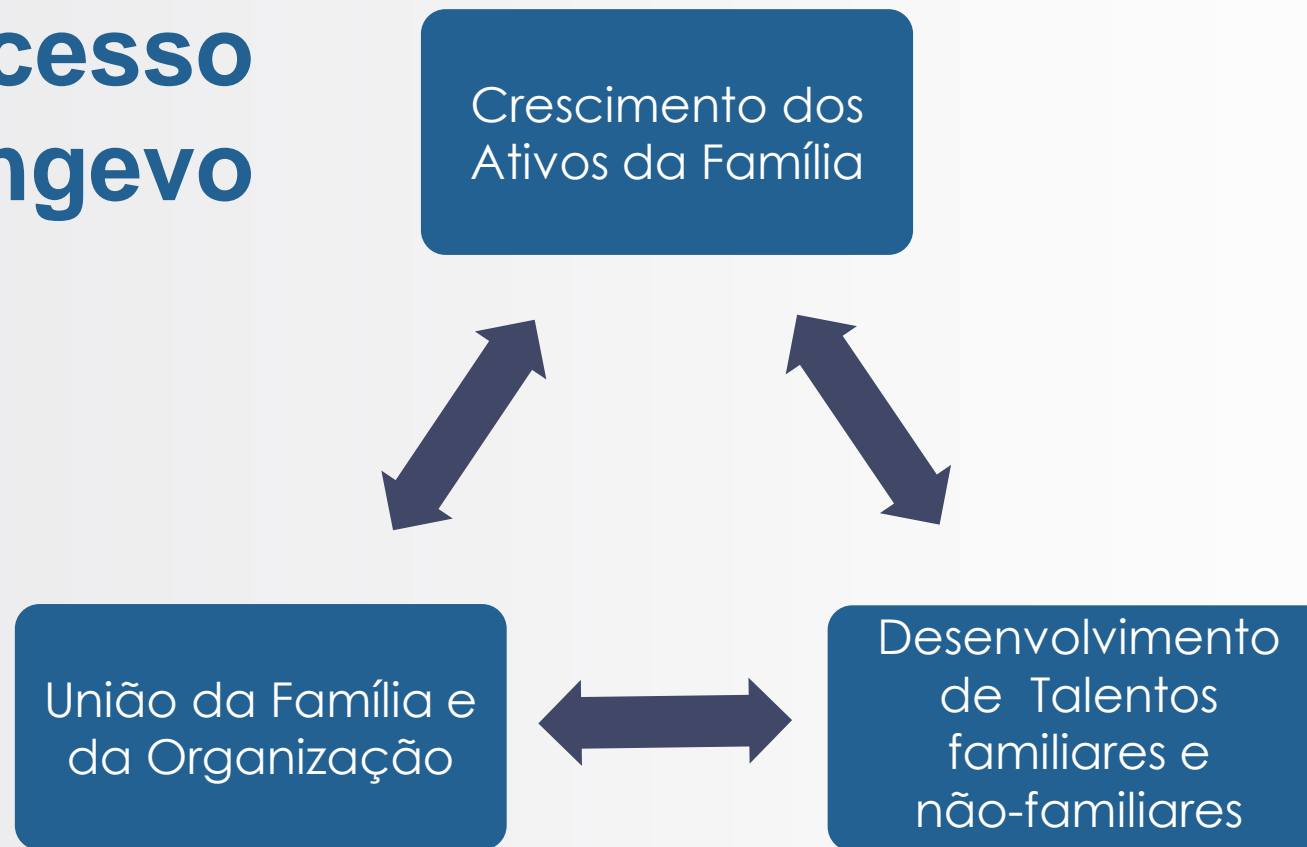 cesso
ngevo
Crescimento dos
Ativos da Família
União da Família e
da Organização
Desenvolvimento
de Talentos
familiares e
não-familiares